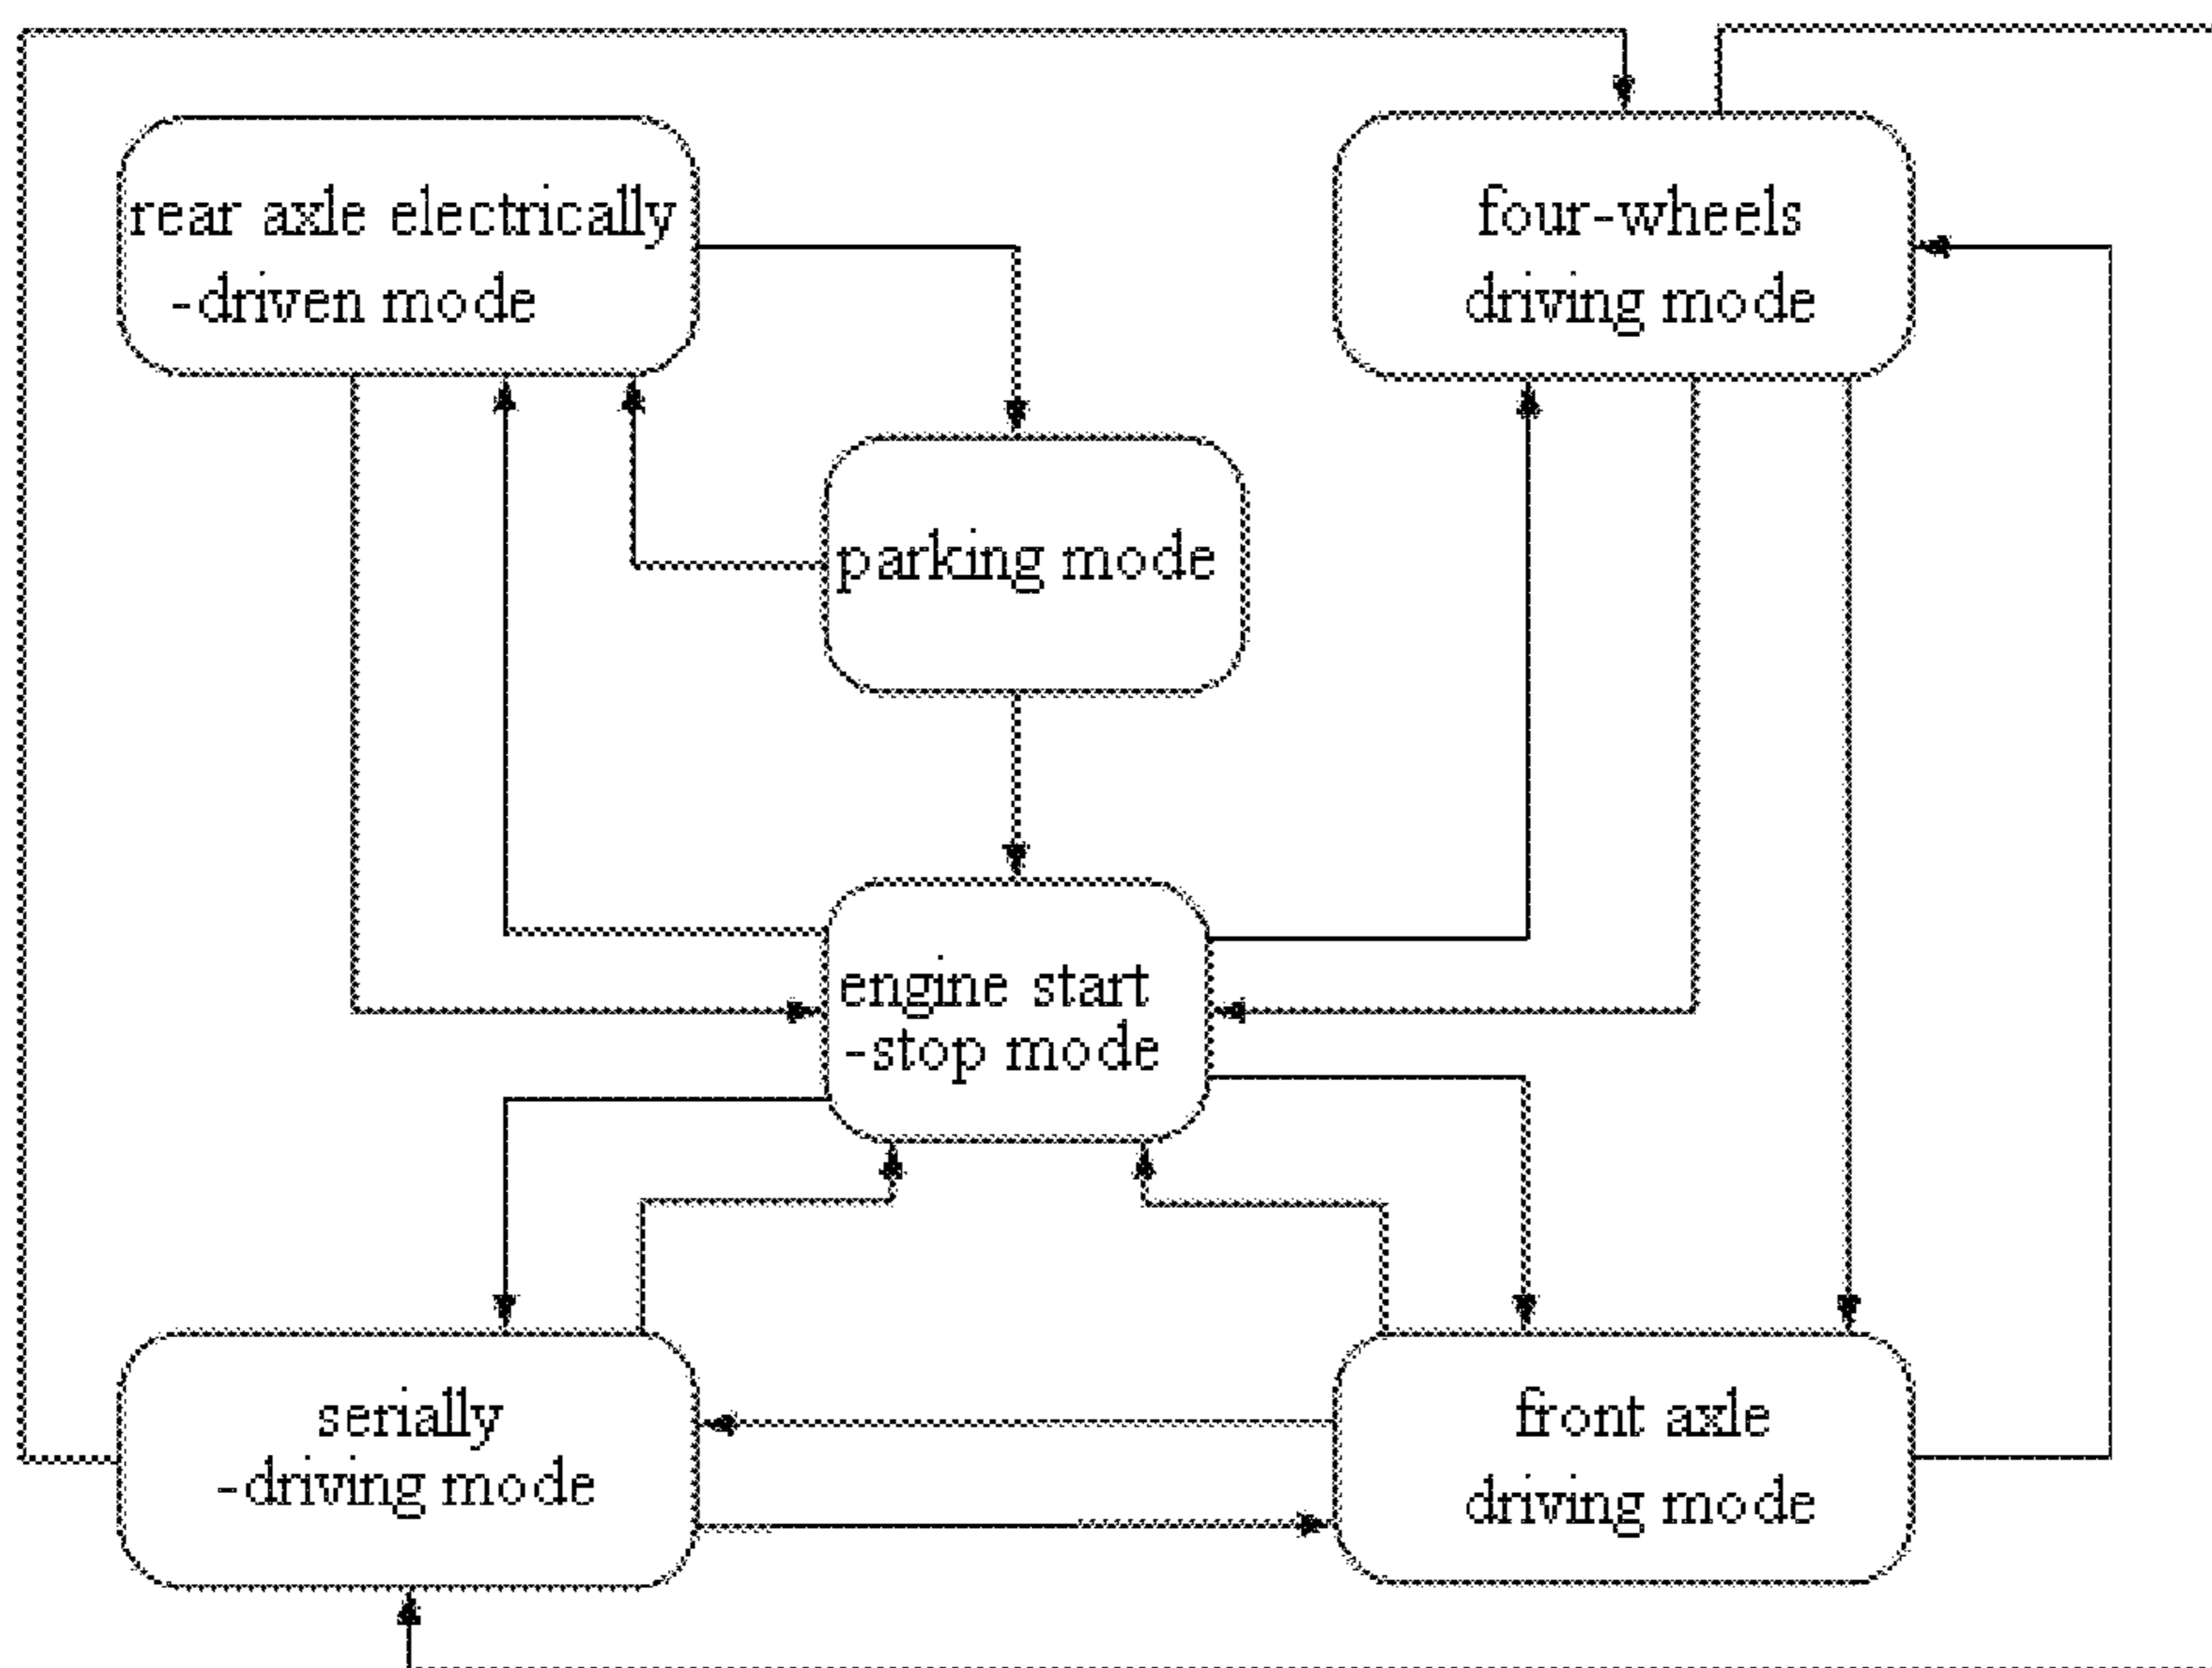 rear axle electrically
-driven mode
four-wheels
driving mode
parking mode
engine start
-stop mode
serially
-driving mode
front axle
driving mode